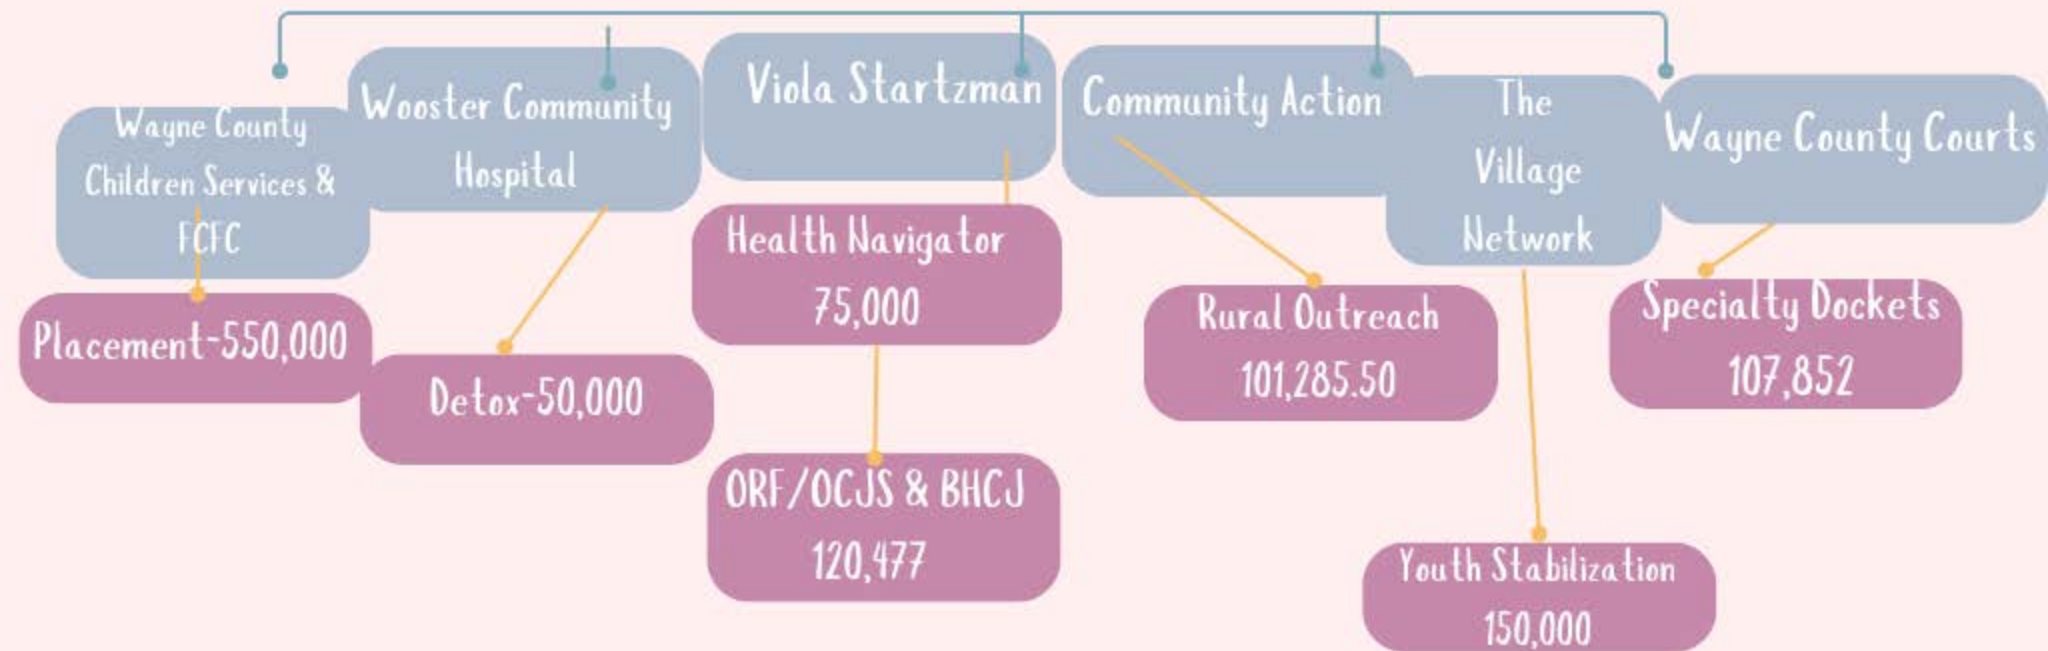 Wayne County
Children Services &
FCFC
Placement-550,000
Wooster Community
Hospital
Detox-50,000
Viola Startzman
Health Navigator
75,000
ORF/OCJS & BHCJ
120,477
Community Action
Rural Outreach
101,285.50
The
Village
Network
Youth Stabilization
150,000
Wayne County Courts
Specialty Dockets
107,852